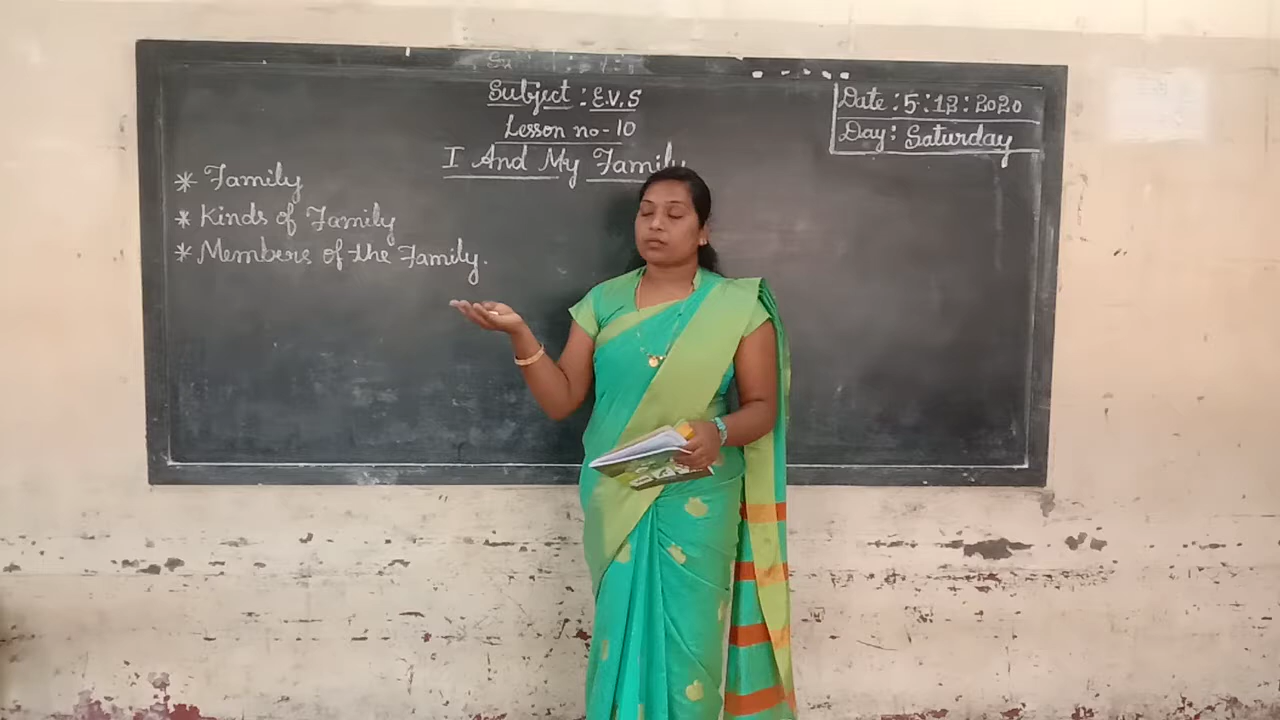 Subject : E.V.S
Lesson no - 10
I And My Family
Date : 5 : 12 : 2020
Day : Saturday
* Family
* Kinds of Family
* Members of the Family.